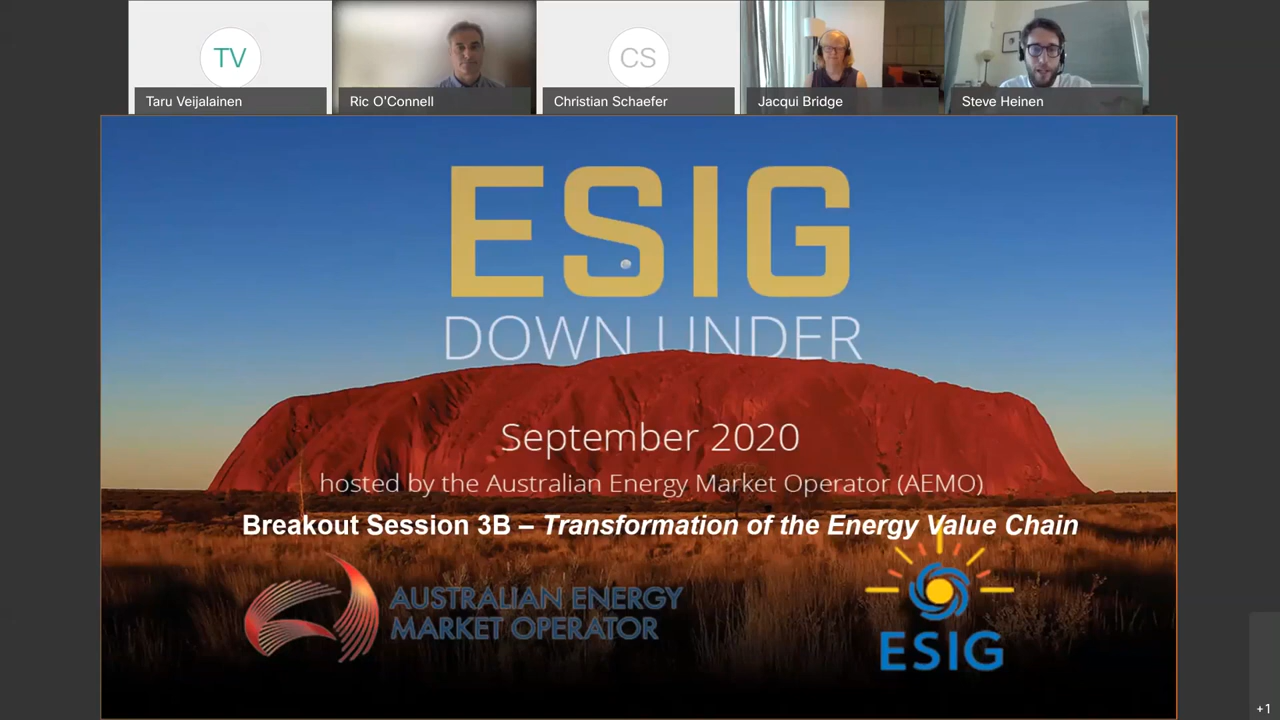 TV
CS
Taru Veijalainen
Ric O'Connell
Christian Schaefer
Jacqui Bridge
Steve Heinen
ESIG
DOWN UNDER
September 2020
hosted by the Australian Energy Market Operator (AEMO)
Breakout Session 3B – Transformation of the Energy Value Chain
AUSTRALIAN ENERGY
MARKET OPERATOR
ESIG
+1